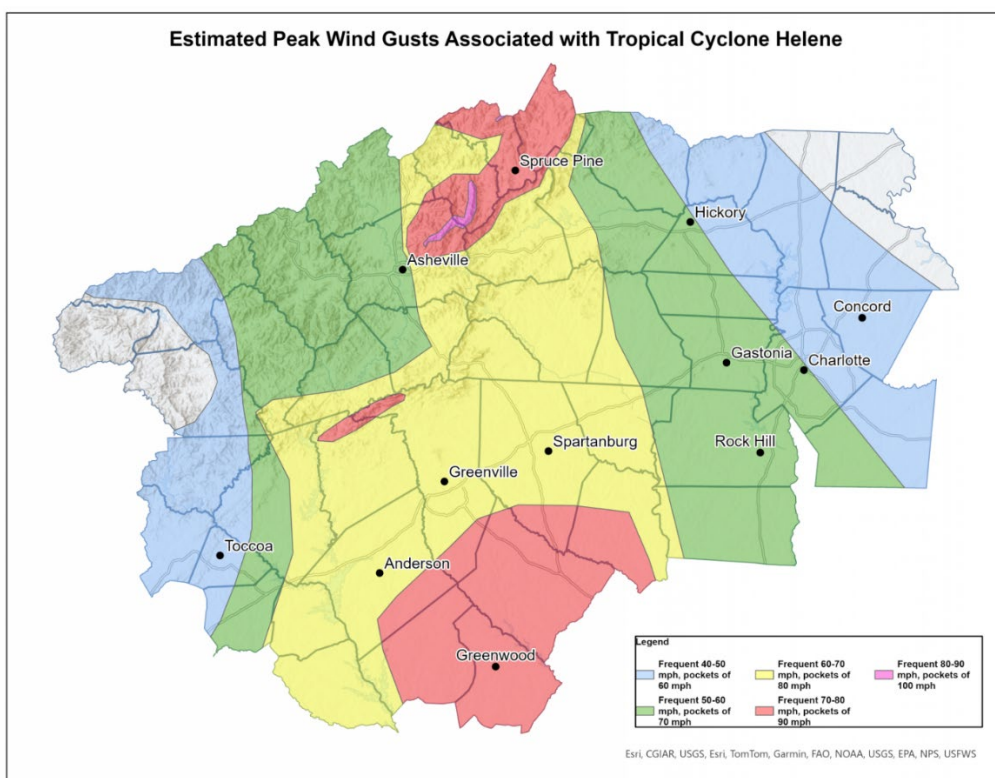 Estimated Peak Wind Gusts Associated with Tropical Cyclone Helene
Spruce Pine
Hickory
Asheville
Concord
Gastonia
Charlotte
Spartanburg
Rock Hill
Greenville
Toccoa
Anderson
Greenwood
Legend
Frequent 40-50
mph, pockets of
60 mph
Frequent 50-60
mph, pockets of
70 mph
Frequent 60-70
mph, pockets of
80 mph
Frequent 70-80
mph, pockets of
90 mph
Frequent 80-90
mph, pockets of
100 mph
Esri, CGIAR, USGS, Esri, TomTom, Garmin, FAO, NOAA, USGS, EPA, NPS, USFWS